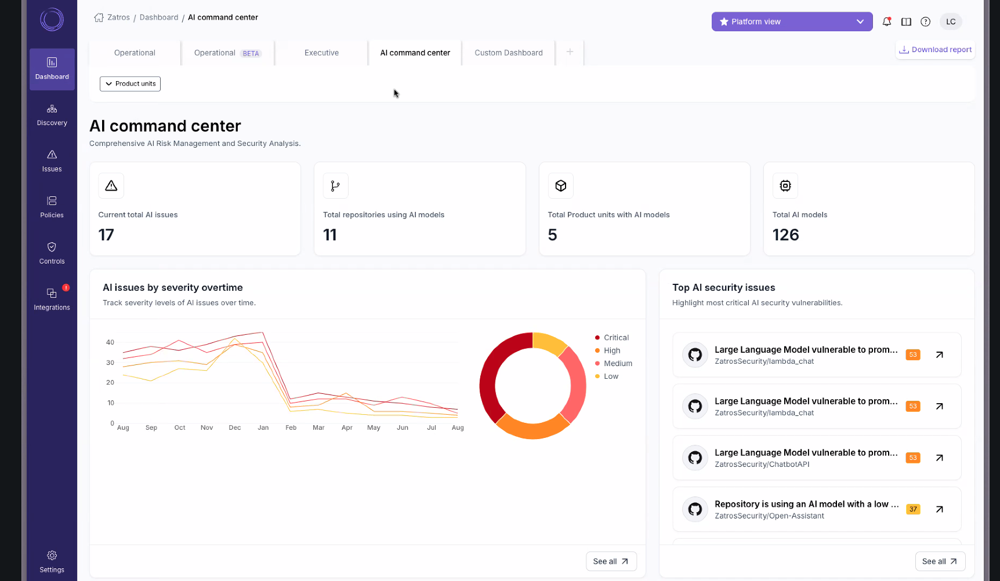 Zatros / Dashboard / AI command center
Platform view
LC
Operational
Operational BETA
Executive
AI command center
Custom Dashboard
+
Download report
Product units
Dashboard
Discovery
Issues
Policies
Controls
!
Integrations
Settings
AI command center
Comprehensive AI Risk Management and Security Analysis.
Current total AI issues
17
Total repositories using AI models
11
Total Product units with AI models
5
Total AI models
126
AI issues by severity overtime
Track severity levels of AI issues over time.
40
30
20
10
0
Aug Sep Oct Nov Dec Jan Feb Mar Apr May Jun Jul Aug
Critical
High
Medium
Low
See all
Top AI security issues
Highlight most critical AI security vulnerabilities.
Large Language Model vulnerable to prom... 53
ZatrosSecurity/lambda_chat
Large Language Model vulnerable to prom... 53
ZatrosSecurity/lambda_chat
Large Language Model vulnerable to prom... 53
ZatrosSecurity/ChatbotAPI
Repository is using an AI model with a low ... 37
ZatrosSecurity/Open-Assistant
See all